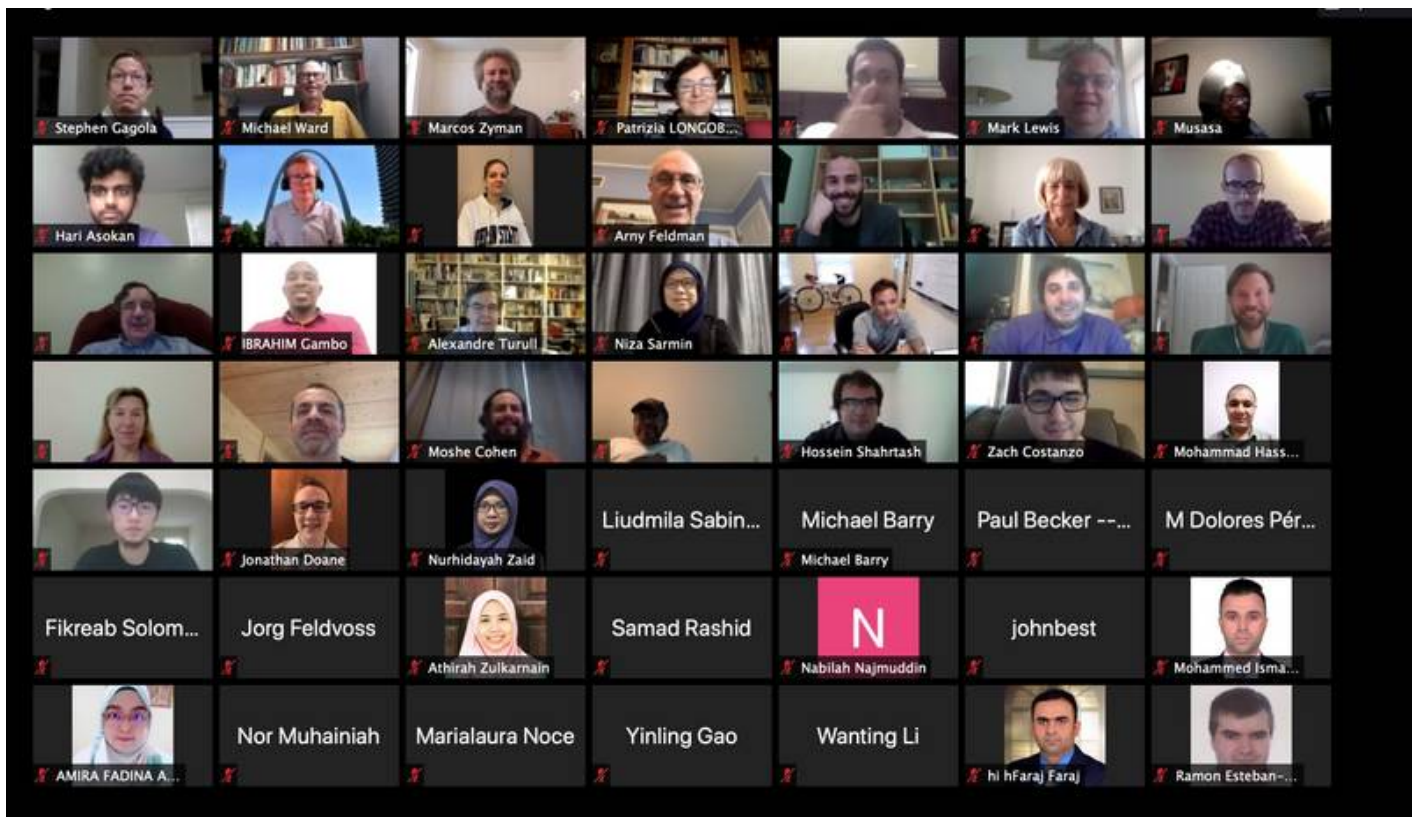 Stephen Gagola
Michael Ward
Marcos Zyman
Patrizia LONGOB...
Mark Lewis
Musasa
Hari Asokan
Arny Feldman
IBRAHIM Gambo
Alexandre Turull
Niza Sarmin
Moshe Cohen
Hossein Shahrtash
Zach Costanzo
Mohammad Hass...
Jonathan Doane
Nurhidayah Zaid
Liudmila Sabin...
Michael Barry
Michael Barry
Paul Becker --...
M Dolores Pér...
Fikreab Solom...
Jorg Feldvoss
Athirah Zulkarnain
Samad Rashid
N
Nabilah Najmuddin
johnbest
Mohammed Isma...
AMIRA FADINA A...
Nor Muhainiah
Marialaura Noce
Yinling Gao
Wanting Li
hi hFaraj Faraj
Ramon Esteban-...